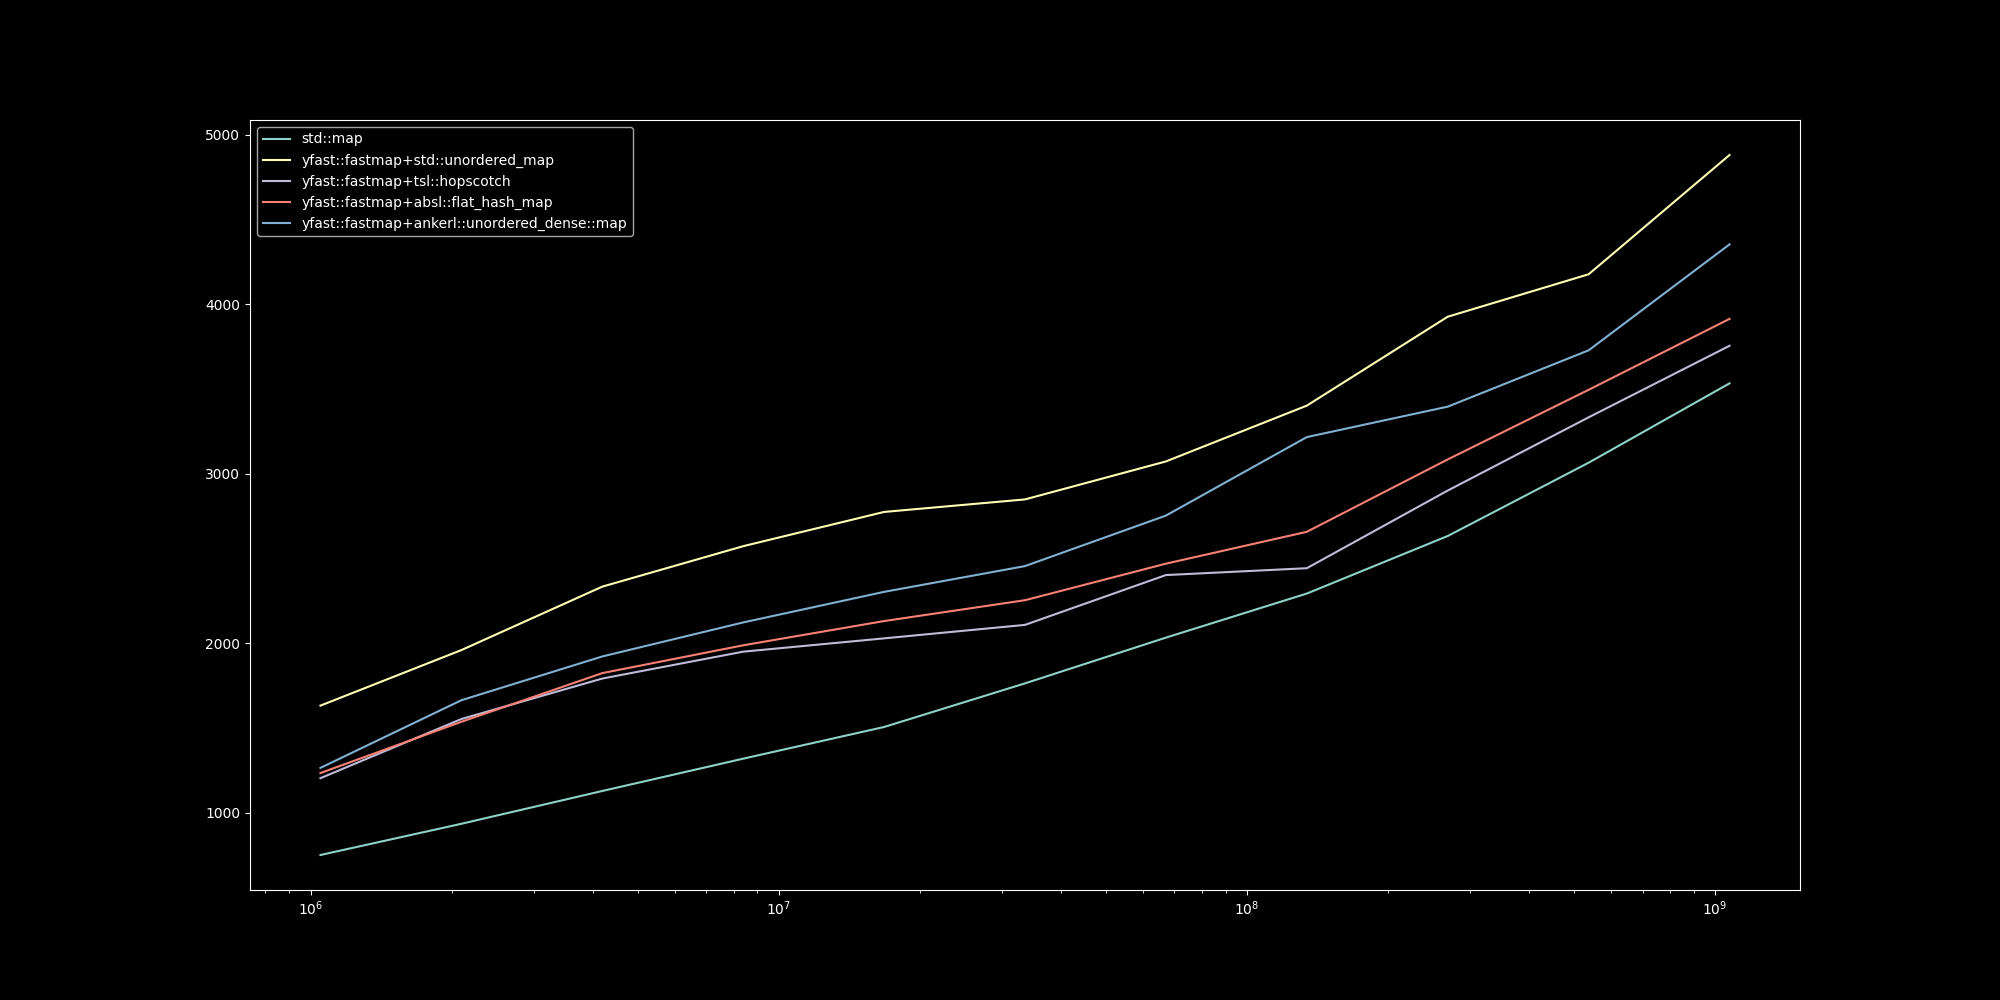 5000
4000
3000
2000
1000
std::map
yfast::fastmap+std::unordered_map
yfast::fastmap+tsl::hopscotch
yfast::fastmap+absl::flat_hash_map
yfast::fastmap+ankerl::unordered_dense::map
10⁶ 10⁷ 10⁸ 10⁹